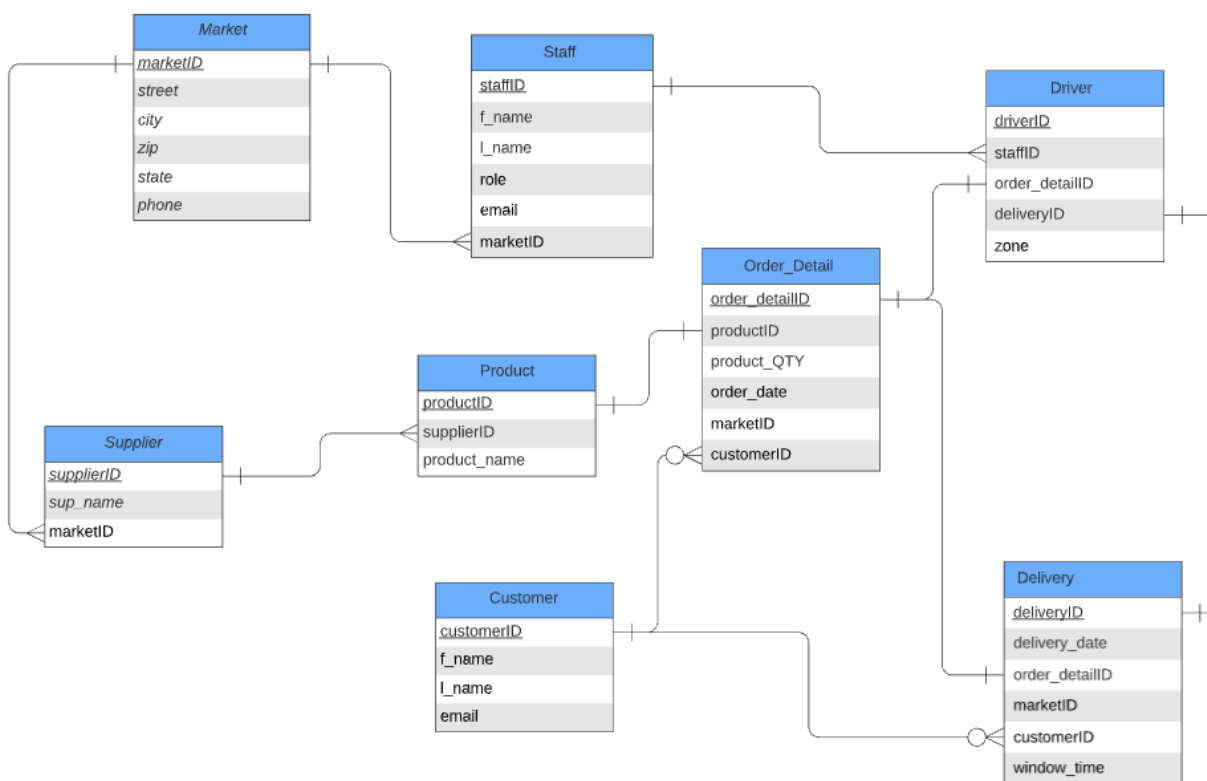 Market
marketID
street
city
zip
state
phone
Staff
staffID
f_name
l_name
role
email
marketID
Driver
driverID
staffID
order_detailID
deliveryID
zone
Order_Detail
order_detailID
productID
product_QTY
order_date
marketID
customerID
Product
productID
supplierID
product_name
Supplier
supplierID
sup_name
marketID
Customer
customerID
f_name
l_name
email
Delivery
deliveryID
delivery_date
order_detailID
marketID
customerID
window_time